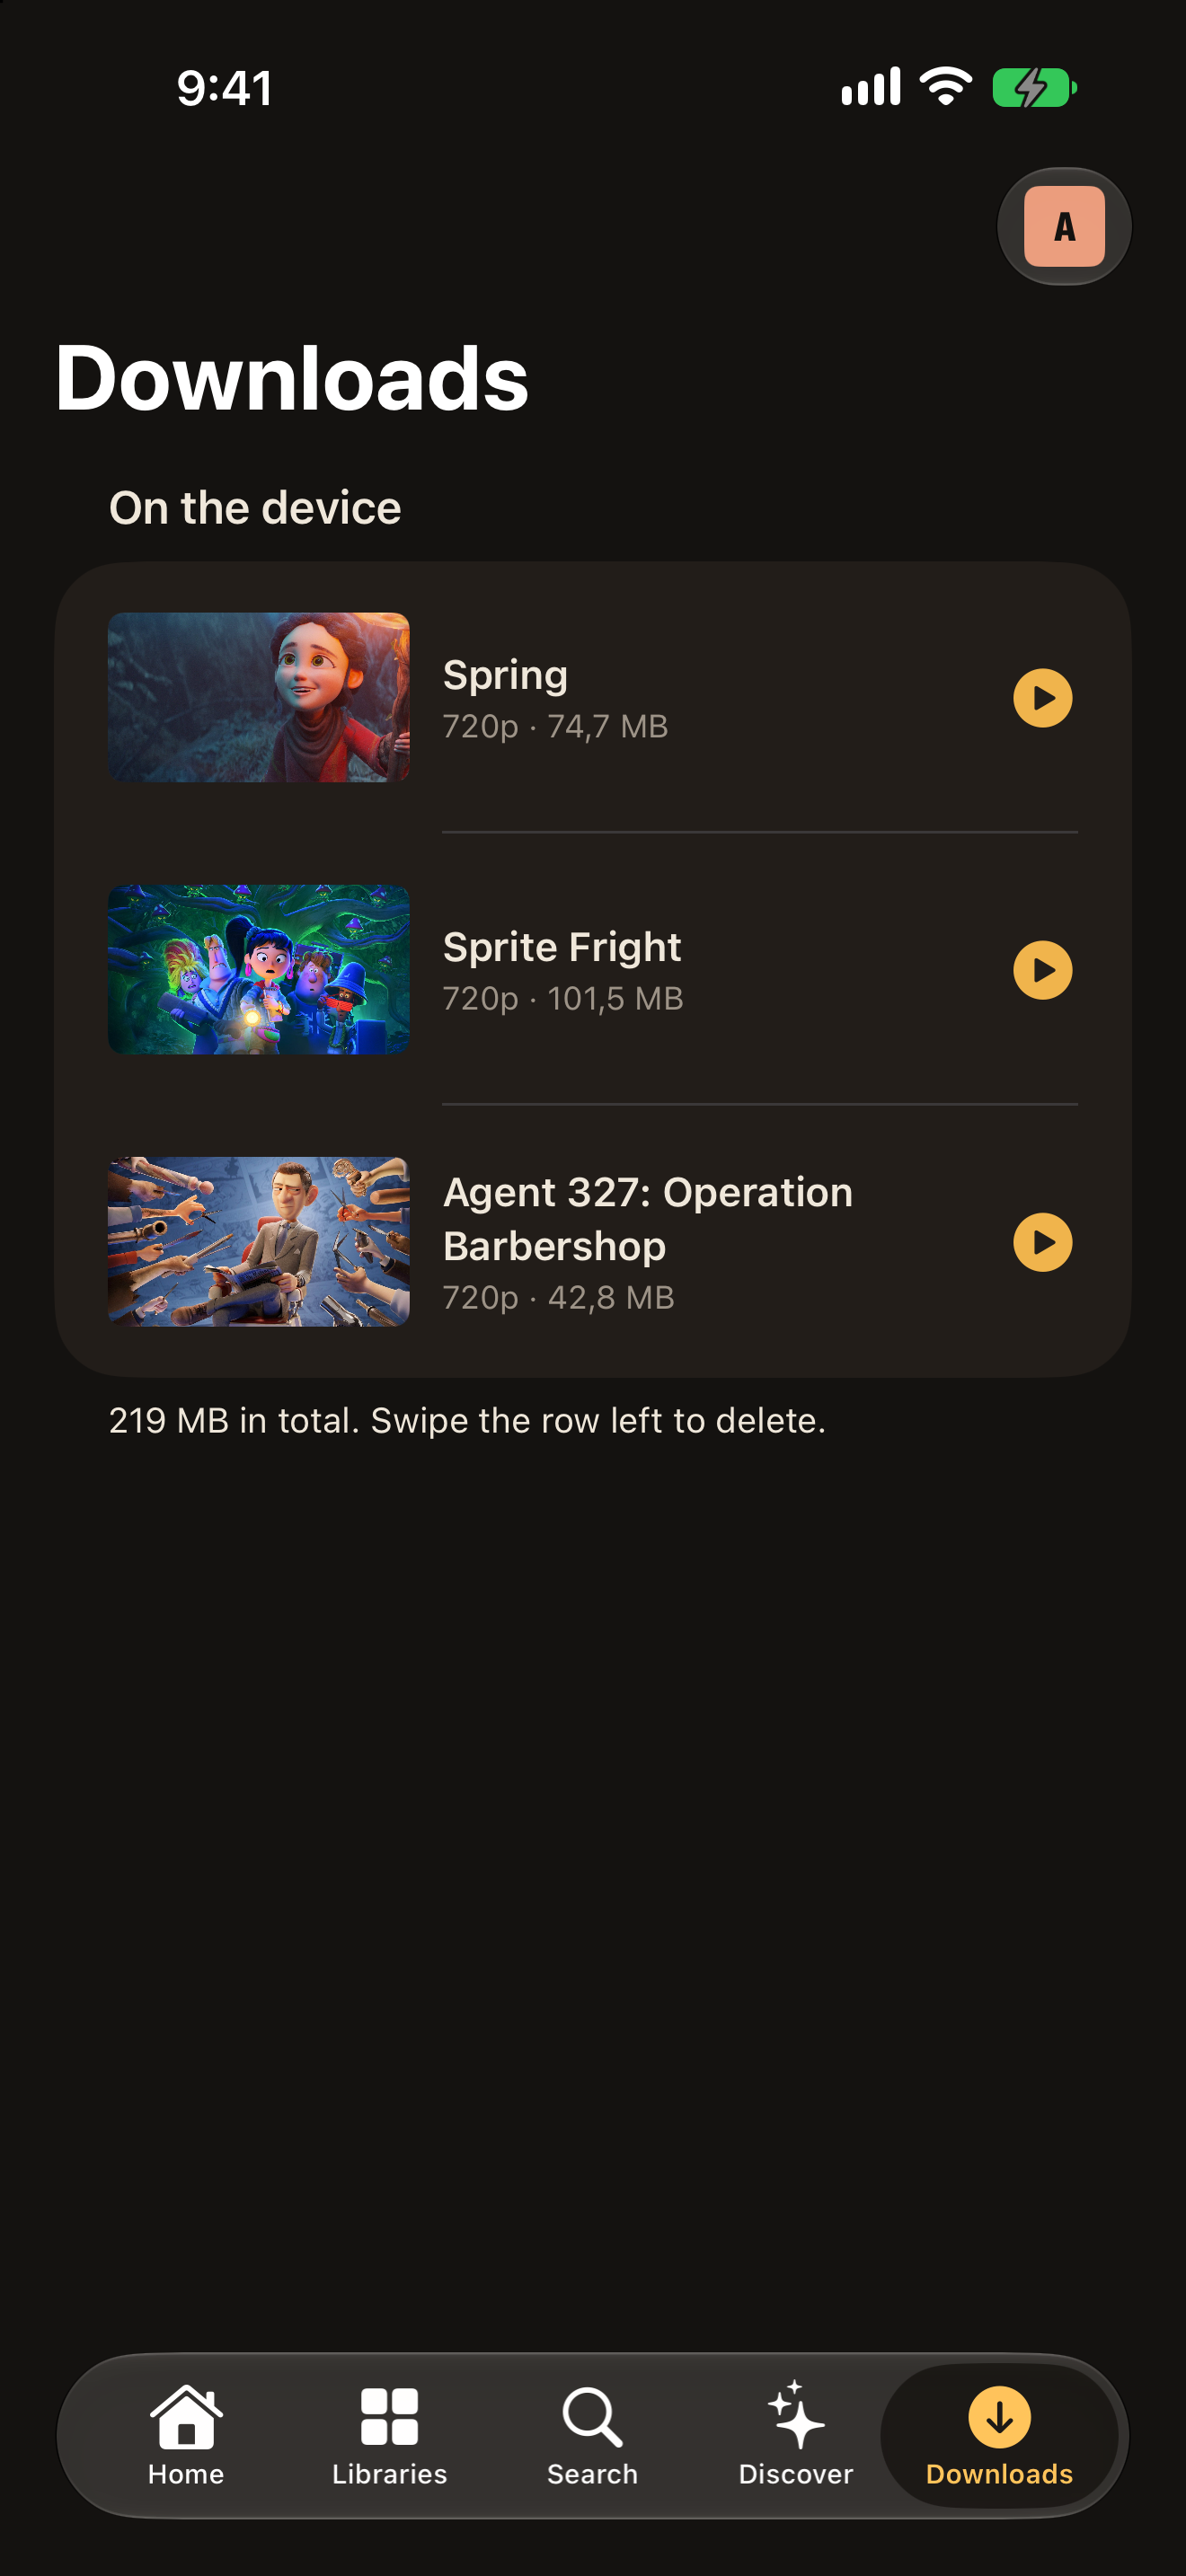 9:41
A
Downloads
On the device
Spring
720p · 74,7 MB
Sprite Fright
720p · 101,5 MB
Agent 327: Operation
Barbershop
720p · 42,8 MB
219 MB in total. Swipe the row left to delete.
Home
Libraries
Search
Discover
Downloads